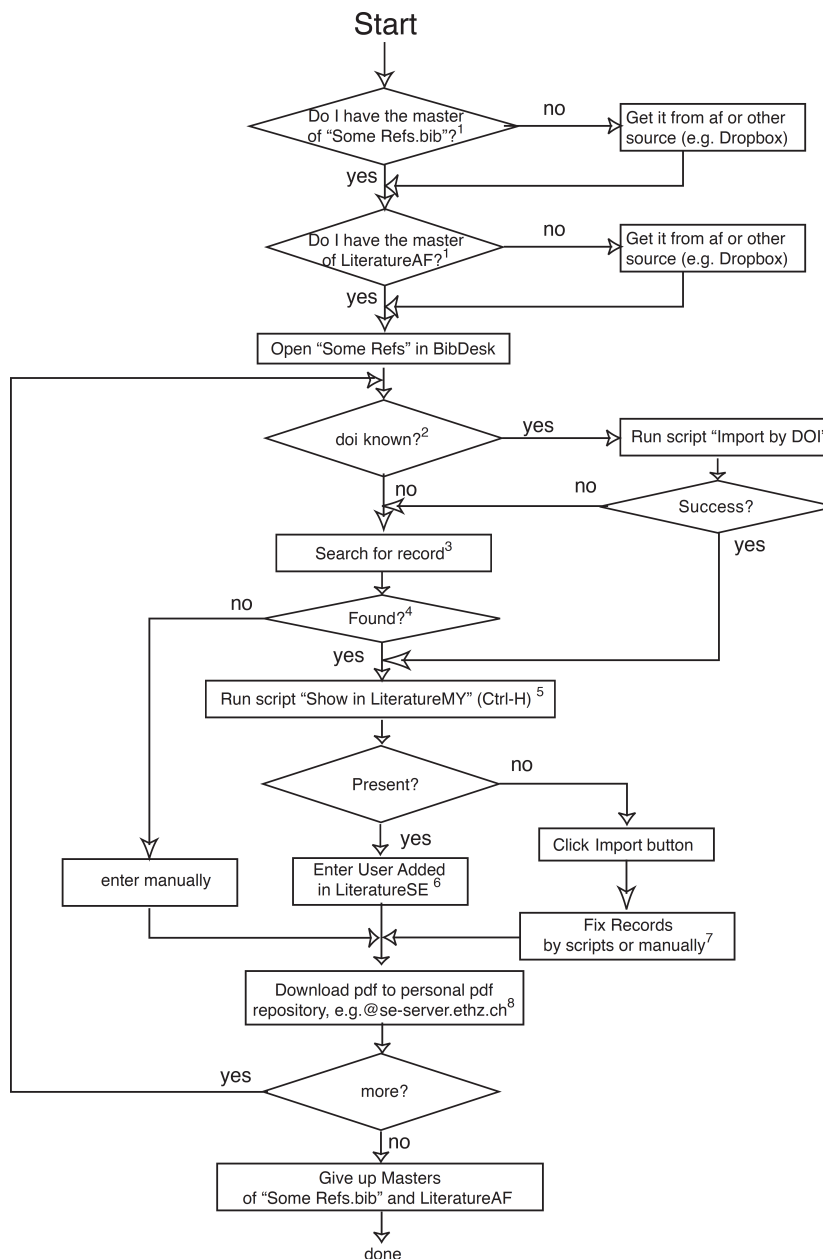 Start
Do I have the master
of “Some Refs.bib”?1
no
Get it from af or other
source (e.g. Dropbox)
yes
Do I have the master
of LiteratureAF?1
no
Get it from af or other
source (e.g. Dropbox)
yes
Open “Some Refs” in BibDesk
doi known?2
yes
Run script “Import by DOI”
no
no
Success?
yes
Search for record3
no
Found?4
yes
Run script “Show in LiteratureMY” (Ctrl-H) 5
Present?
no
yes
Click Import button
enter manually
Enter User Added
in LiteratureSE 6
Fix Records
by scripts or manually7
Download pdf to personal pdf
repository, e.g.@se-server.ethz.ch8
yes
more?
no
Give up Masters
of “Some Refs.bib” and LiteratureAF
done